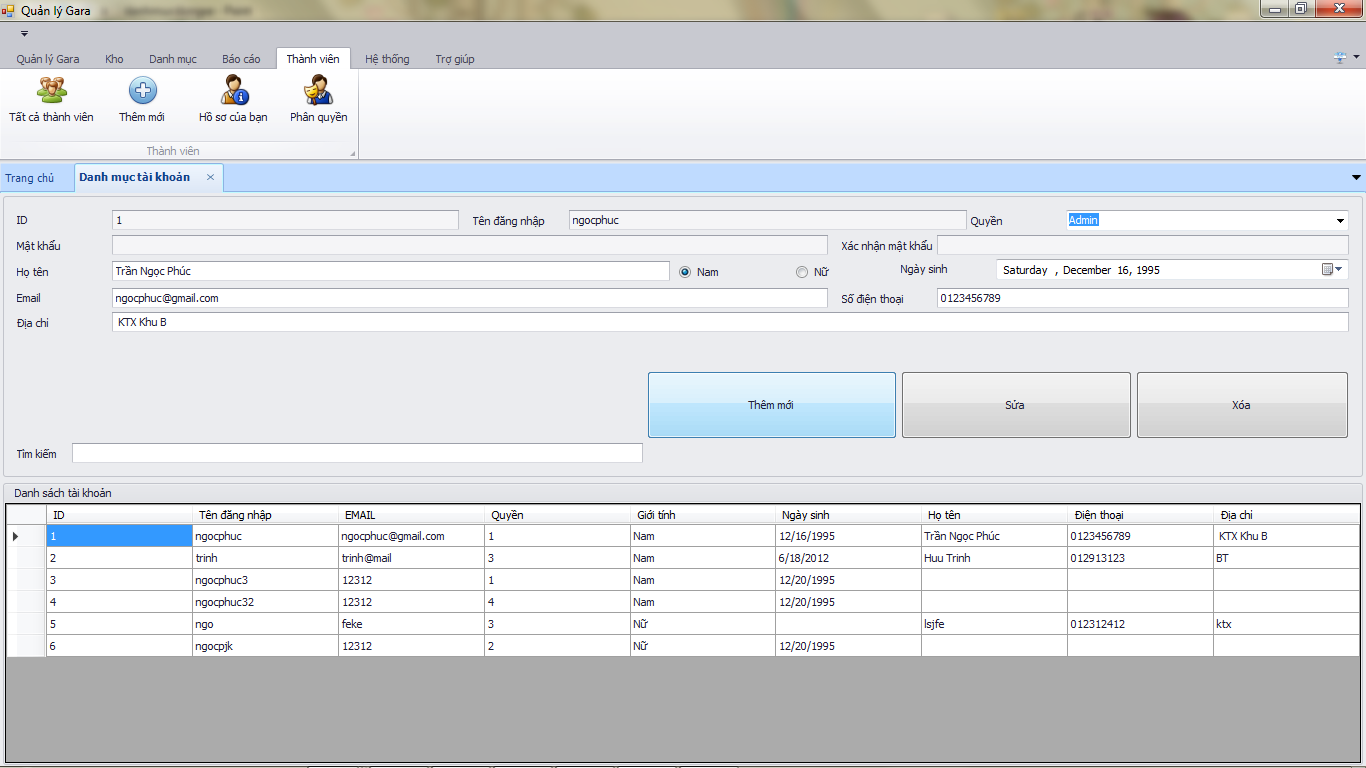 Quản lý Gara
Quản lý Gara Kho Danh mục Báo cáo Thành viên Hệ thống Trợ giúp
Tất cả thành viên Thêm mới Hồ sơ của bạn Phân quyền
Thành viên
Trang chủ Danh mục tài khoản
ID 1 Tên đăng nhập ngocphuc Quyền Admin
Mật khẩu Xác nhận mật khẩu
Họ tên Trần Ngọc Phúc Nam Nữ Ngày sinh Saturday , December 16, 1995
Email ngocphuc@gmail.com Số điện thoại 0123456789
Địa chỉ KTX Khu B
Thêm mới Sửa Xóa
Tìm kiếm
Danh sách tài khoản
ID Tên đăng nhập EMAIL Quyền Giới tính Ngày sinh Họ tên Điện thoại Địa chỉ
1 ngocphuc ngocphuc@gmail.com 1 Nam 12/16/1995 Trần Ngọc Phúc 0123456789 KTX Khu B
2 trinh trinh@mail 3 Nam 6/18/2012 Huu Trinh 012913123 BT
3 ngocphuc3 12312 1 Nam 12/20/1995
4 ngocphuc32 12312 4 Nam 12/20/1995
5 ngo feke 3 Nữ lsjfe 012312412 ktx
6 ngocpjk 12312 2 Nữ 12/20/1995